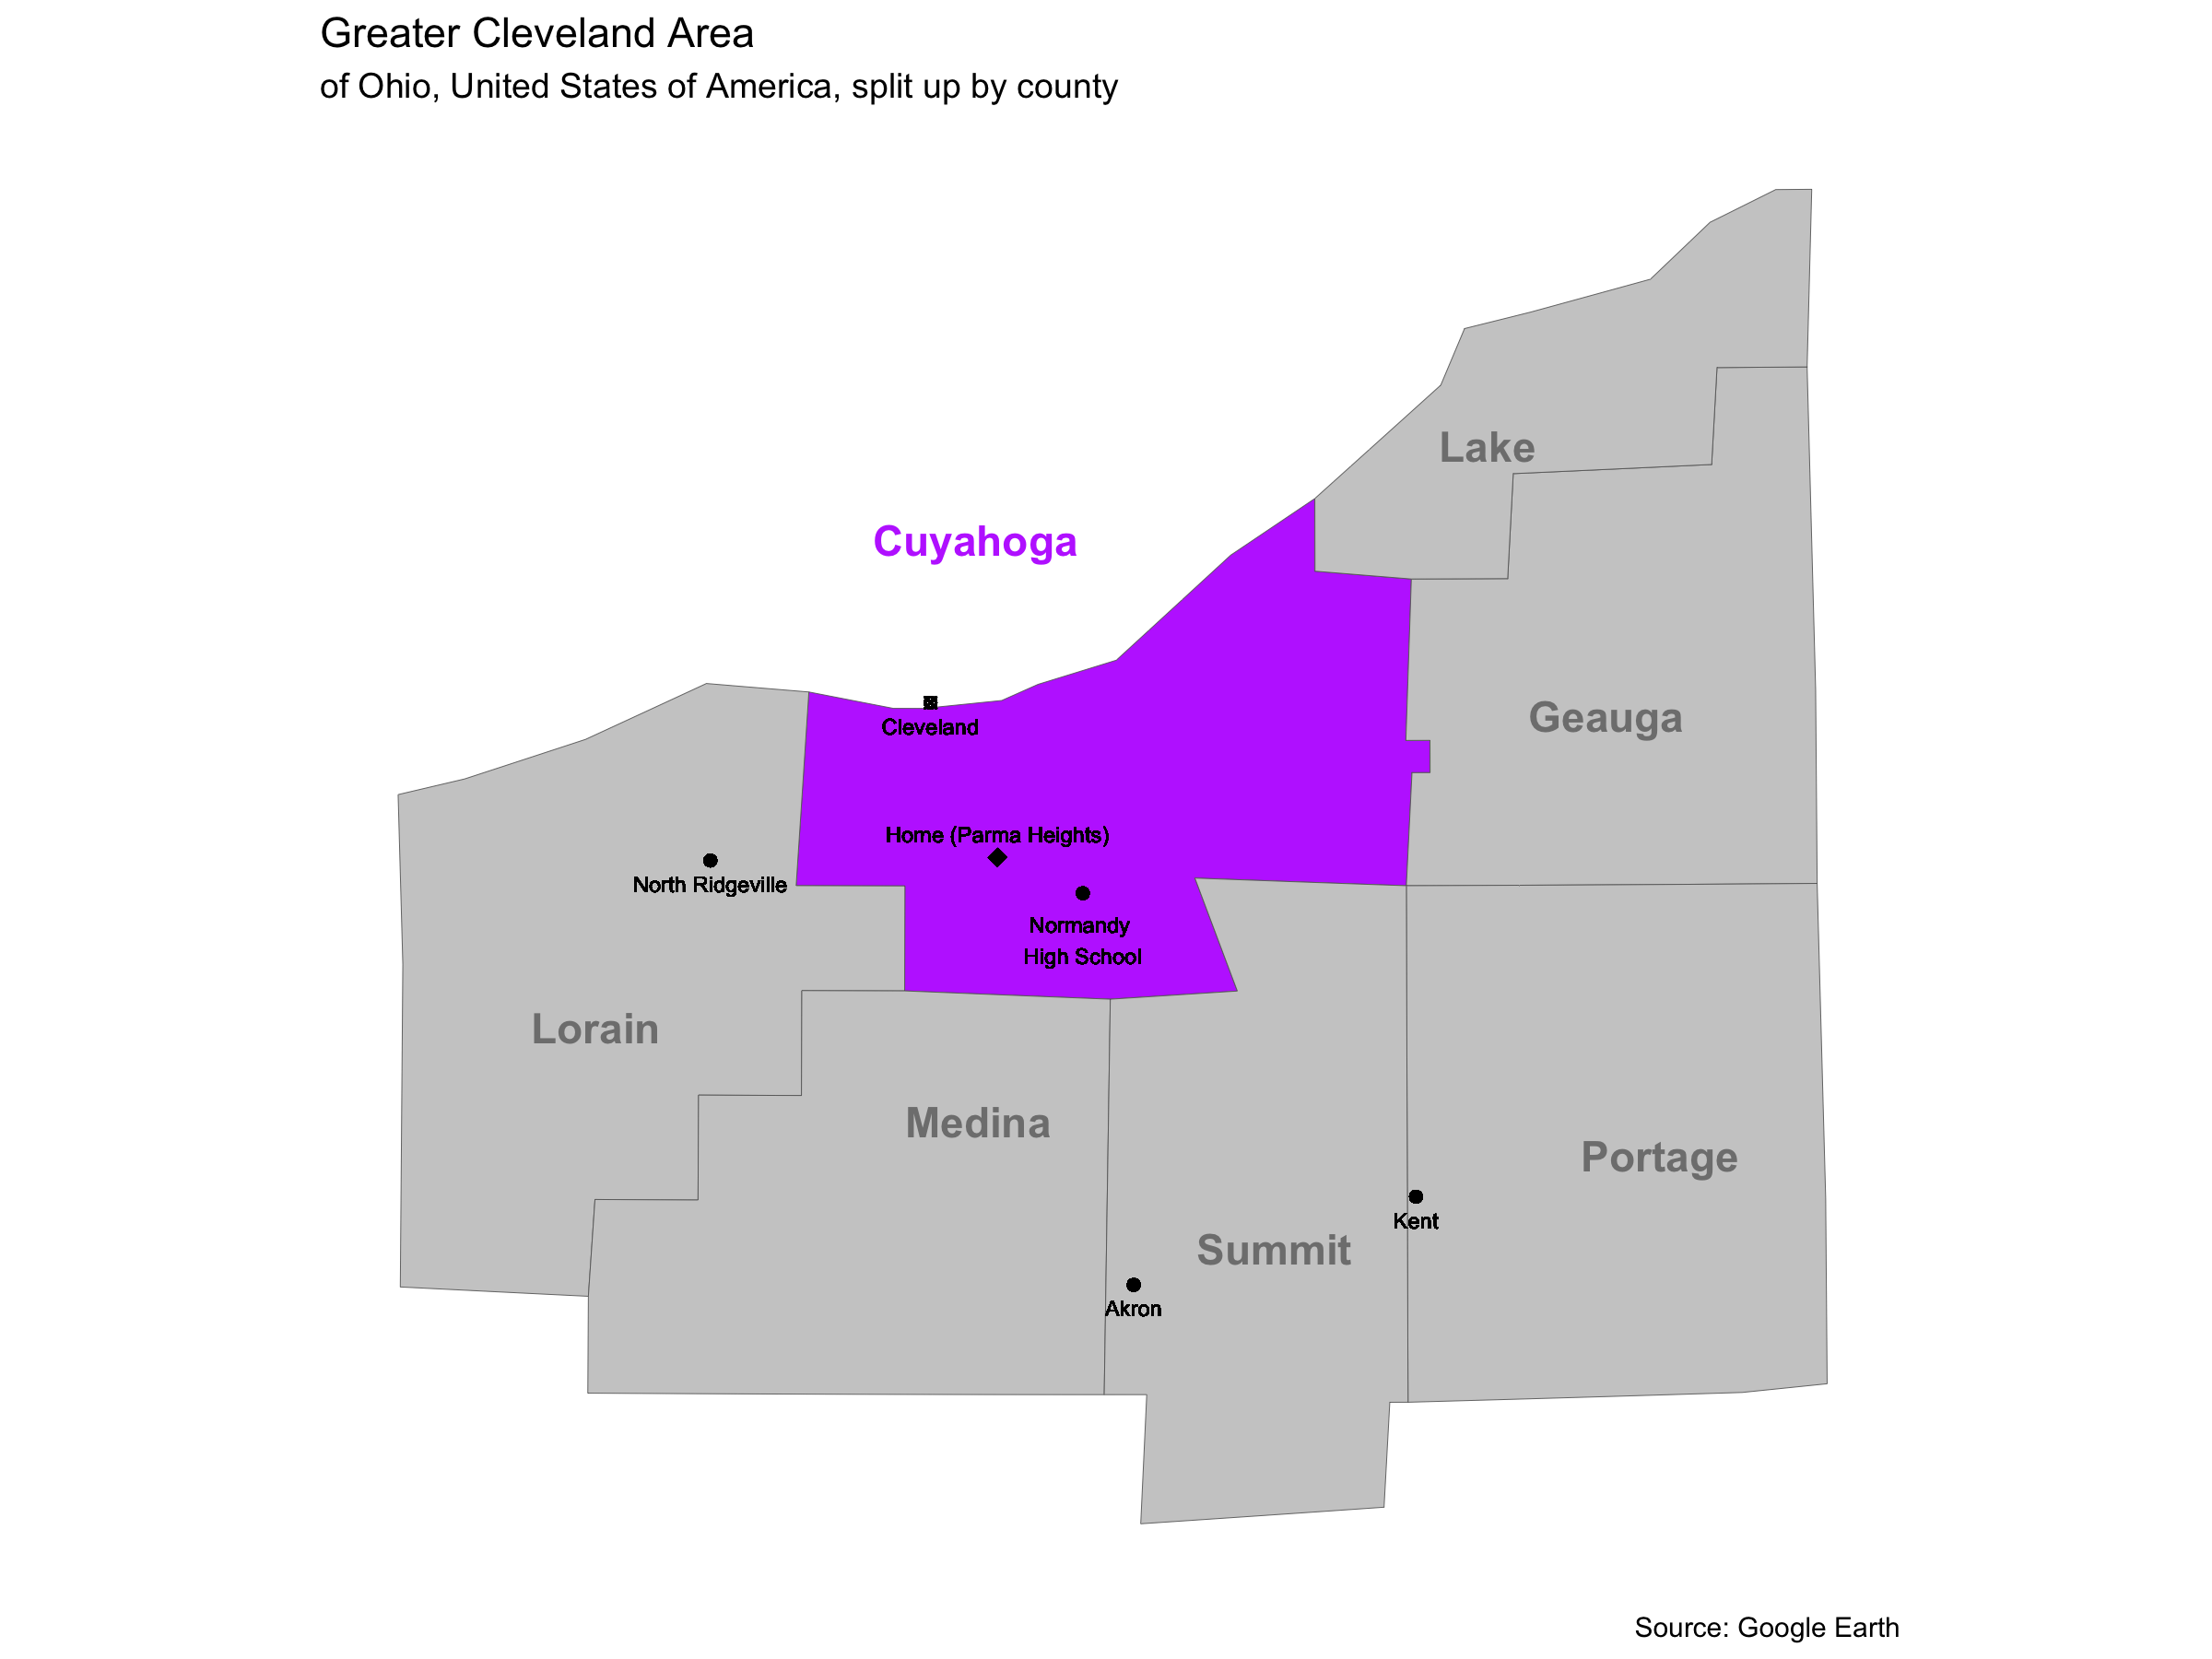 Greater Cleveland Area
of Ohio, United States of America, split up by county
Lake
Cuyahoga
Geauga
Cleveland
Home (Parma Heights)
North Ridgeville
Normandy
High School
Lorain
Medina
Portage
Kent
Summit
Akron
Source: Google Earth